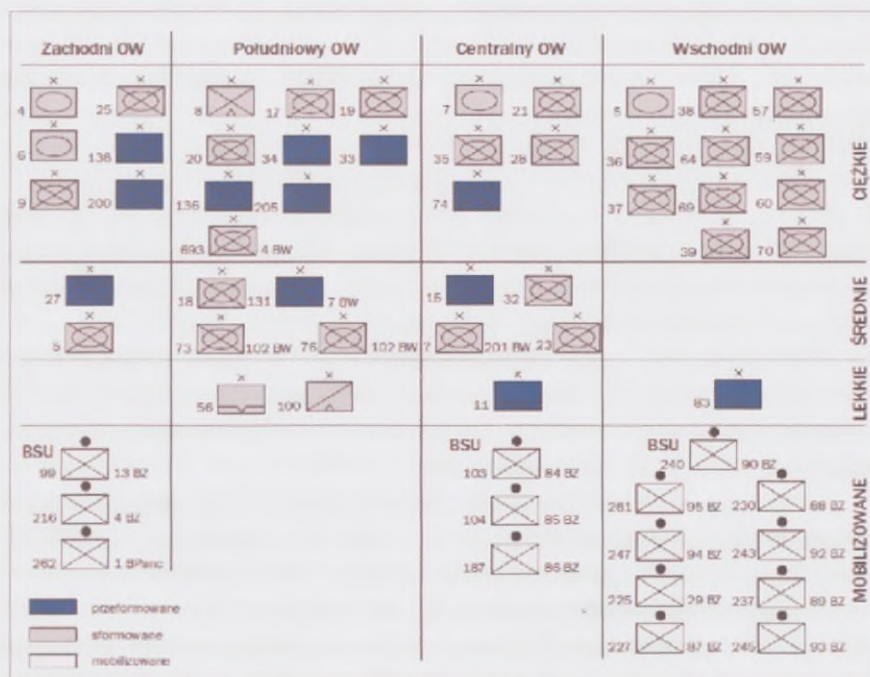 Zachodni OW Południowy OW Centralny OW Wschodni OW
4 25 8 17 19 7 21 5 38 57
6 138 20 34 33 35 28 36 64 59
9 200 136 205 74 37 69 60
693 4 BW 39 70
CIĘŻKIE
27 18 131 7 BW 15 32
5 73 102 BW 76 102 BW ? 201 BW 23
ŚREDNIE
56 100 11 83
LEKKIE
BSU BSU BSU
99 13 BZ 103 84 BZ 240 90 BZ
216 4 BZ 104 85 BZ 261 95 BZ 230 88 BZ
262 1 BPanc 187 86 BZ 247 94 BZ 243 92 BZ
225 29 BZ 237 89 BZ
227 87 BZ 245 93 BZ
MOBILIZOWANE
przeformowane
sformowane
mobilizowane